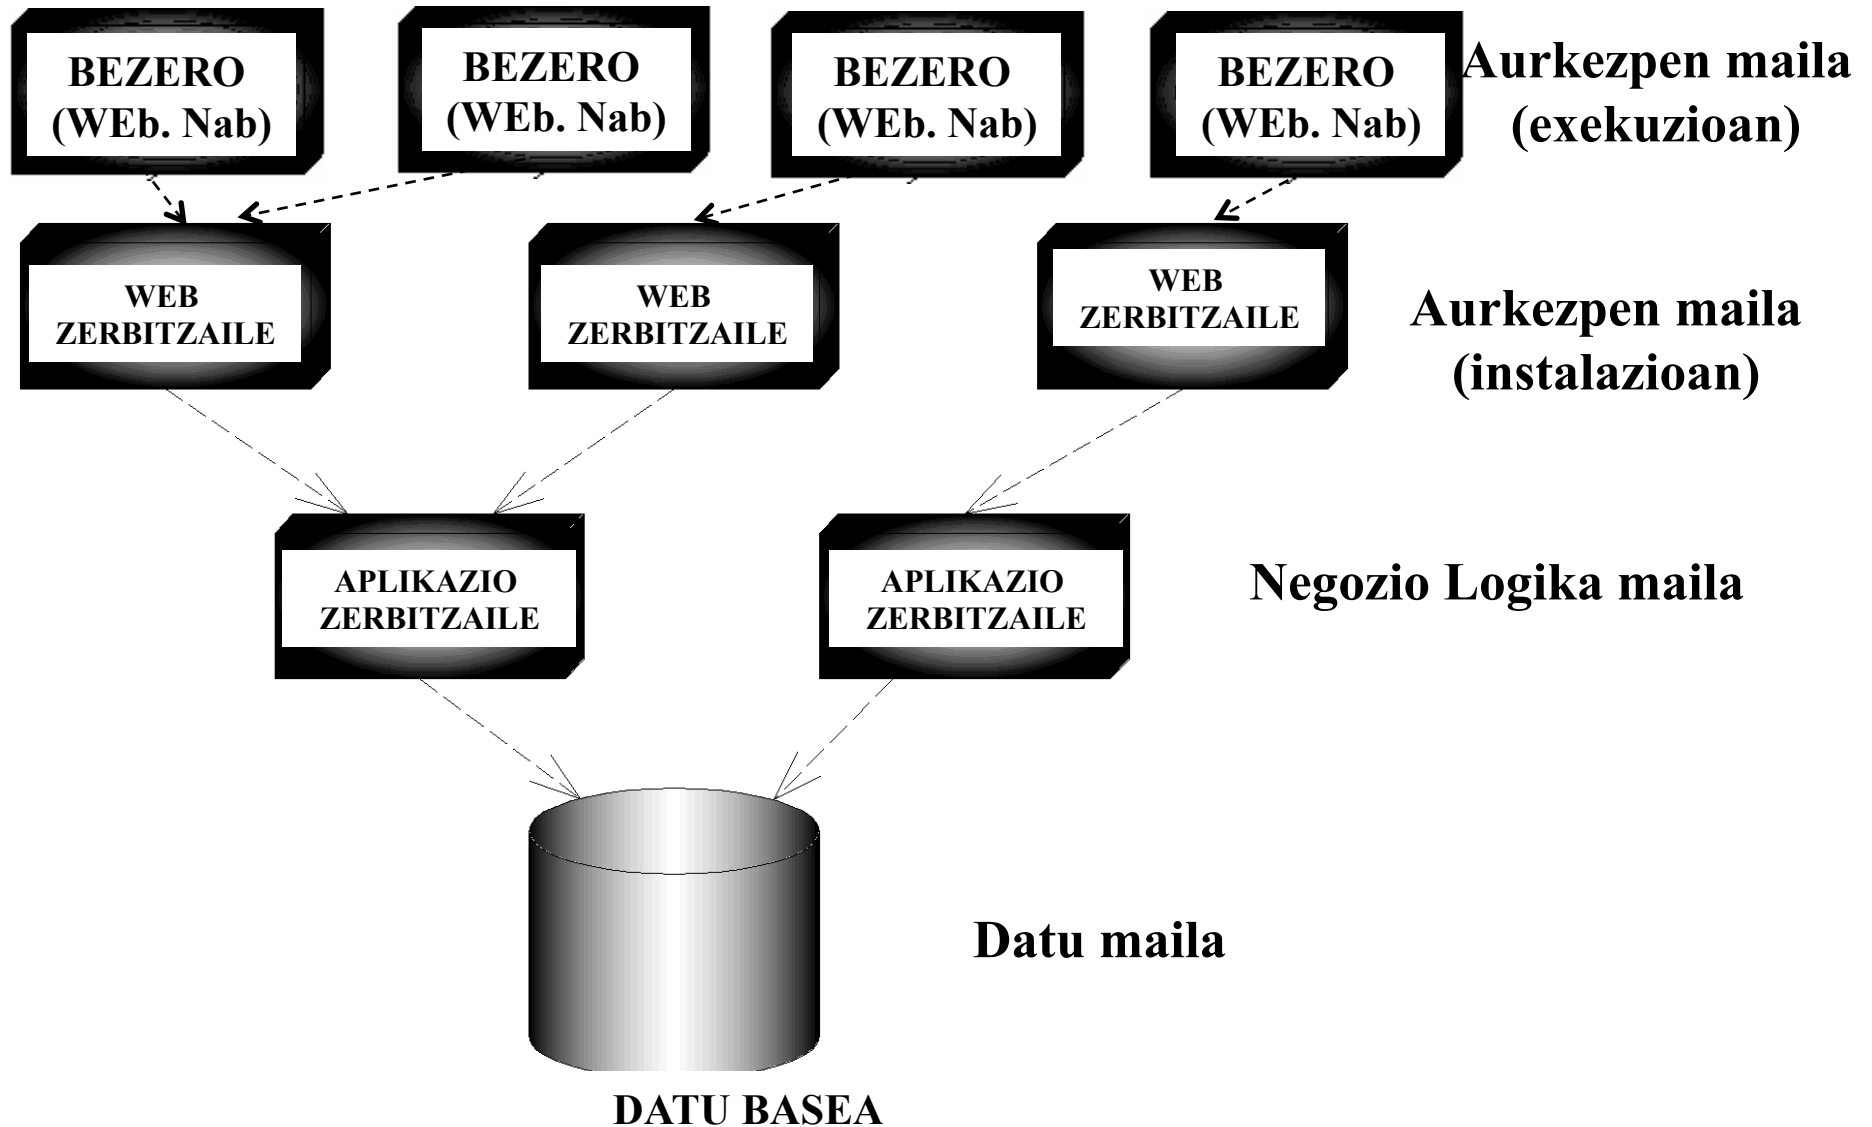 BEZERO
(WEb. Nab)
BEZERO
(WEb. Nab)
BEZERO
(WEb. Nab)
BEZERO
(WEb. Nab)
Aurkezpen maila
(exekuzioan)
WEB
ZERBITZAILE
WEB
ZERBITZAILE
WEB
ZERBITZAILE
Aurkezpen maila
(instalazioan)
APLIKAZIO
ZERBITZAILE
APLIKAZIO
ZERBITZAILE
Negozio Logika maila
Datu maila
DATU BASEA